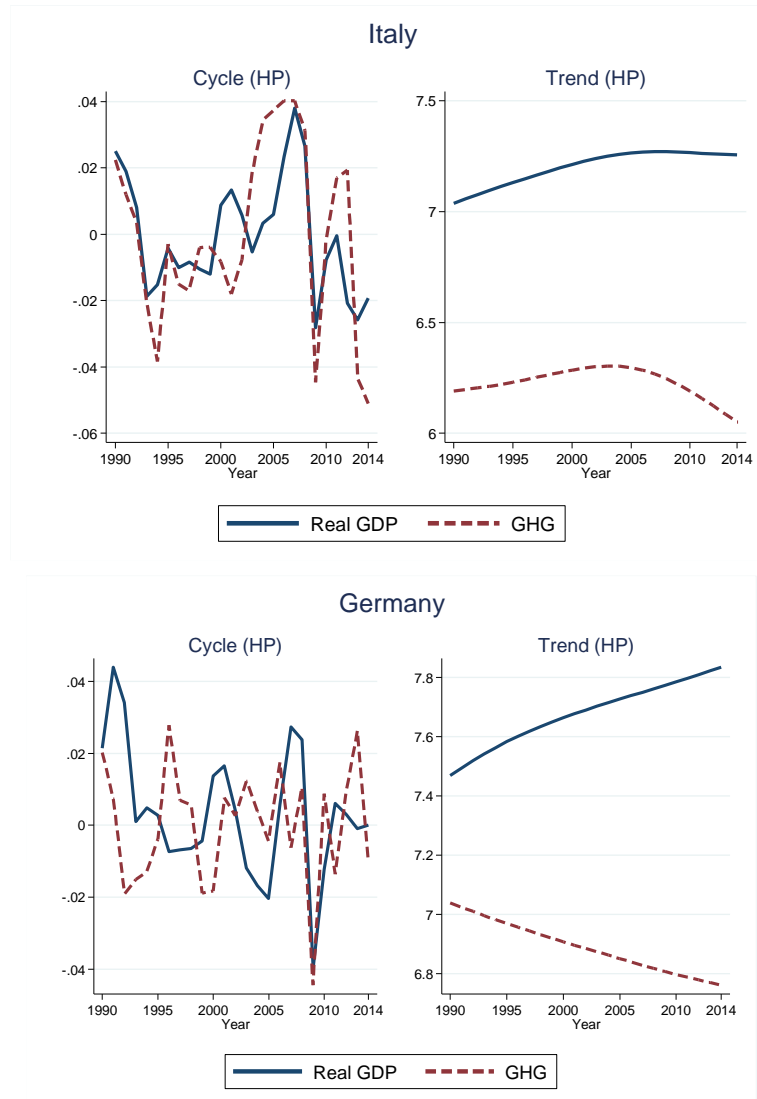 Italy
Cycle (HP)
Trend (HP)
.04
.02
0
-.02
-.04
-.06
1990 1995 2000 2005 2010 2014
Year
7.5
7
6.5
6
1990 1995 2000 2005 2010 2014
Year
Real GDP GHG
Germany
Cycle (HP)
Trend (HP)
.04
.02
0
-.02
-.04
1990 1995 2000 2005 2010 2014
Year
7.8
7.6
7.4
7.2
7
6.8
1990 1995 2000 2005 2010 2014
Year
Real GDP GHG